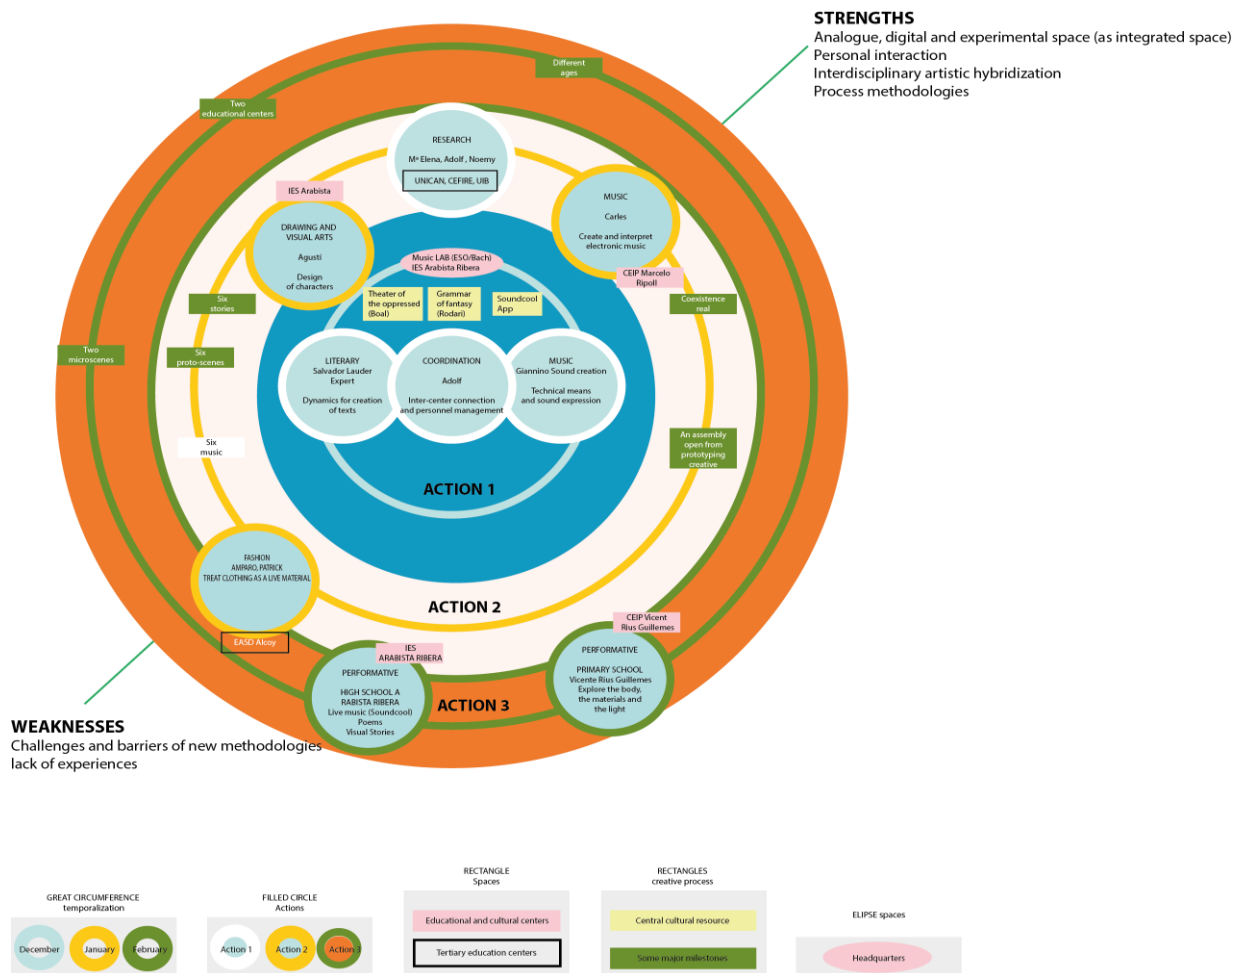 STRENGTHS
Analogue, digital and experimental space (as integrated space)
Personal interaction
Interdisciplinary artistic hybridization
Process methodologies
Different
ages
Two
educational centers
RESEARCH
Mª Elena, Adolf , Noemy
UNICAN, CEFIRE, UIB
IES Arabista
DRAWING AND
VISUAL ARTS
Agustí
Design
of characters
MUSIC
Carles
Create and interpret
electronic music
CEIP Marcelo
Ripoll
Music LAB (ESO/Bach)
IES Arabista Ribera
Theater of
the oppressed
(Boal)
Grammar
of fantasy
(Rodari)
Soundcool
App
Six
stories
Coexistence
real
Two
microscenes
Six
proto-scenes
LITERARY
Salvador Lauder
Expert
Dynamics for creation
of texts
COORDINATION
Adolf
Inter-center connection
and personnel management
MUSIC
Giannino Sound creation
Technical means
and sound expression
Six
music
An assembly
open from
prototyping
creative
ACTION 1
FASHION
AMPARO, PATRICK
TREAT CLOTHING AS A LIVE MATERIAL
EASD Alcoy
ACTION 2
CEIP Vicent
Rius Guillemes
IES
ARABISTA RIBERA
PERFORMATIVE
HIGH SCHOOL A
RABISTA RIBERA
Live music (Soundcool)
Poems
Visual Stories
ACTION 3
PERFORMATIVE
PRIMARY SCHOOL
Vicente Rius Guillemes
Explore the body,
the materials and
the light
WEAKNESSES
Challenges and barriers of new methodologies
lack of experiences
GREAT CIRCUMFERENCE
temporalization
December
January
February
FILLED CIRCLE
Actions
Action 1
Action 2
Action 3
RECTANGLE
Spaces
Educational and cultural centers
Tertiary education centers
RECTANGLES
creative process
Central cultural resource
Some major milestones
ELIPSE spaces
Headquarters